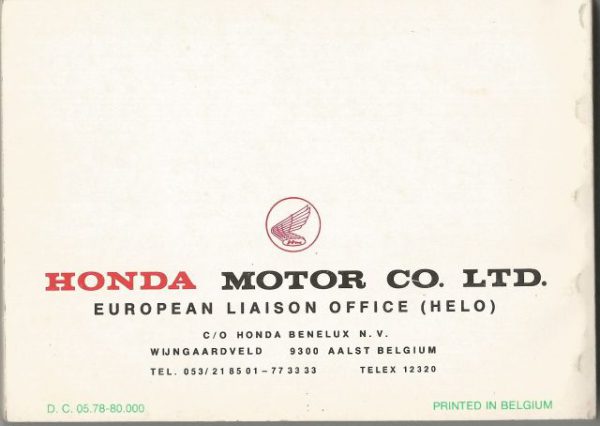 HONDA MOTOR CO. LTD.
EUROPEAN LIAISON OFFICE (HELO)
C/O HONDA BENELUX N.V.
WIJNGAARDVELD 9300 AALST BELGIUM
TEL. 053/21 85 01 - 77 33 33 TELEX 12320
D. C. 05.78-80.000 PRINTED IN BELGIUM